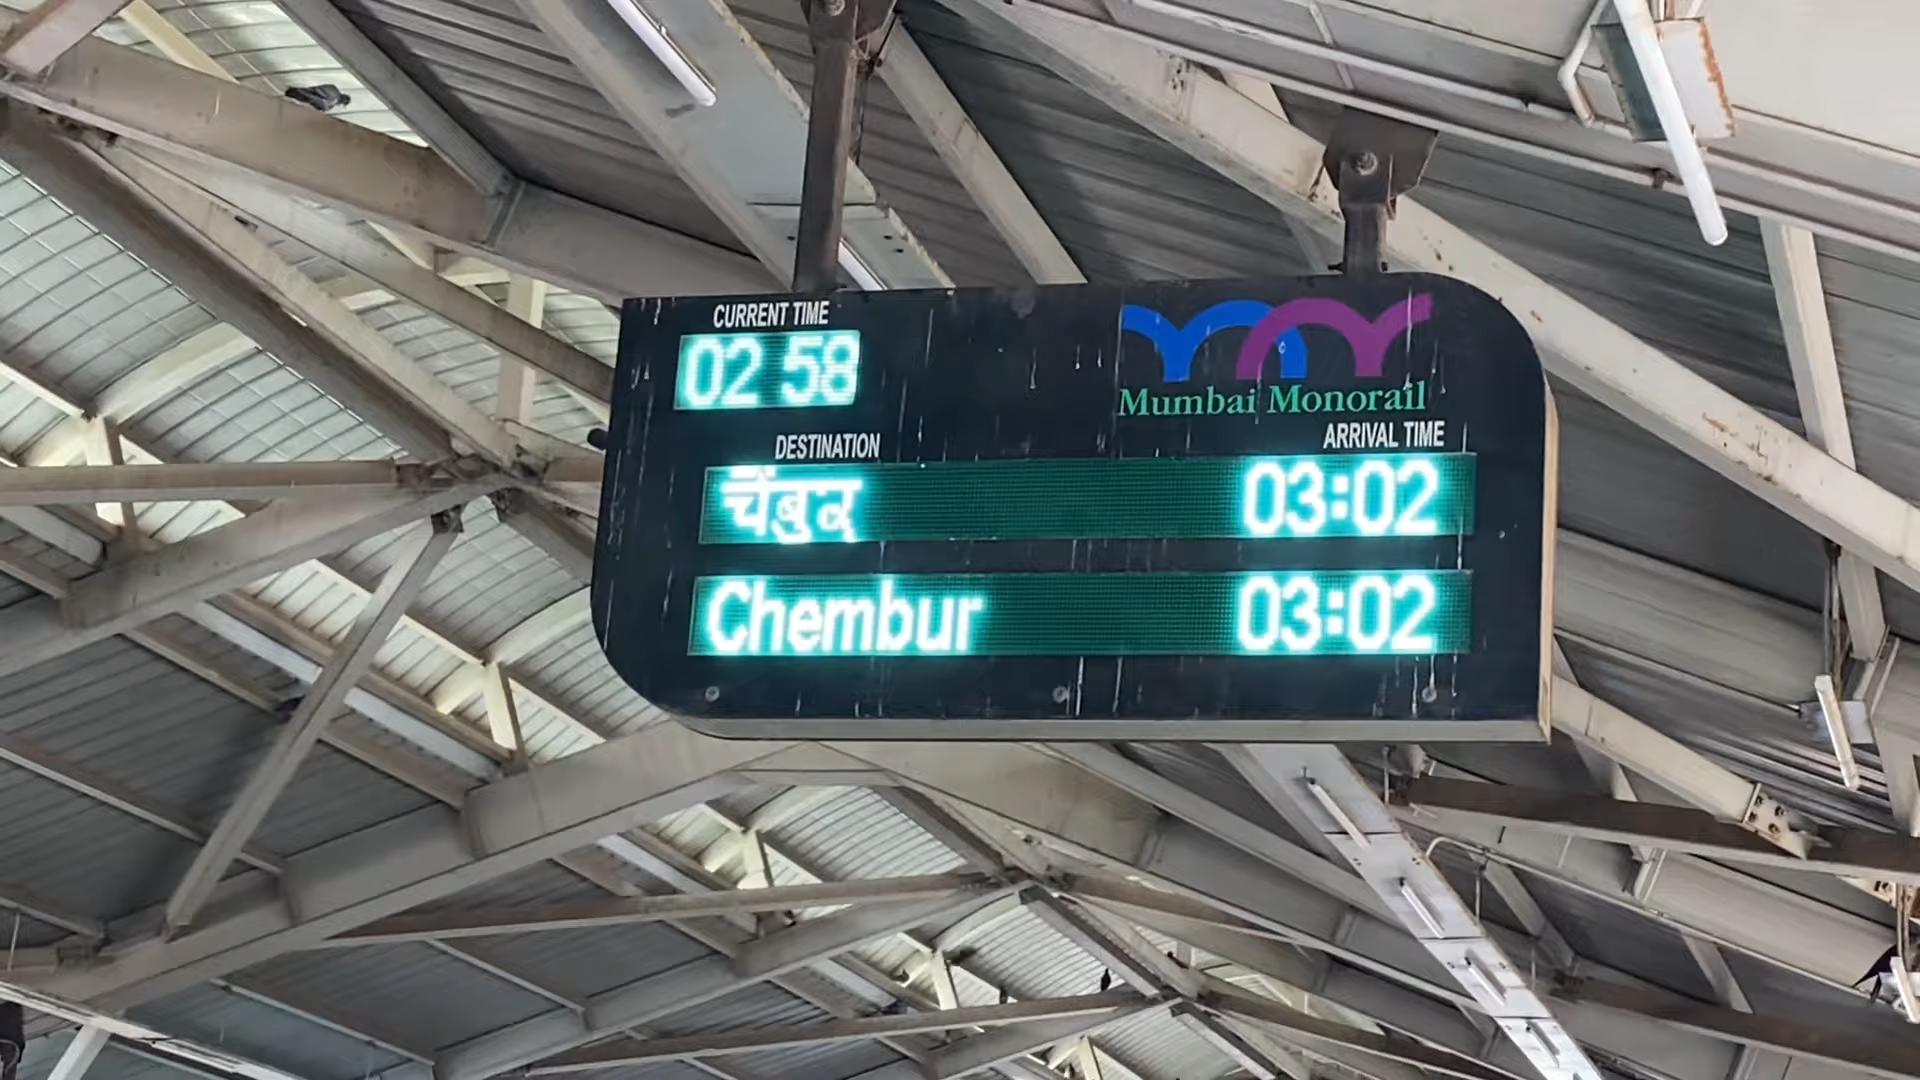 CURRENT TIME
02 58
Mumbai Monorail
DESTINATION ARRIVAL TIME
चेंबुर 03:02
Chembur 03:02